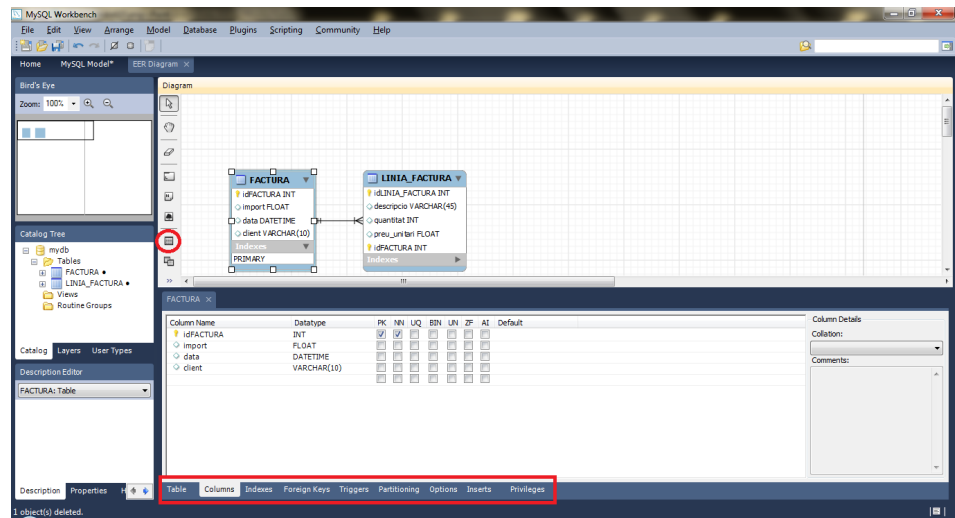 MySQL Workbench
File Edit View Arrange Model Database Plugins Scripting Community Help
Home MySQL Model* EER Diagram ×
Bird's Eye
Zoom: 100%
Diagram
FACTURA
idFACTURA INT
import FLOAT
data DATETIME
client VARCHAR(10)
Indexes
PRIMARY
LINIA_FACTURA
idLINIA_FACTURA INT
descripcio VARCHAR(45)
quantitat INT
preu_unitari FLOAT
idFACTURA INT
Indexes
Catalog Tree
mydb
Tables
FACTURA •
LINIA_FACTURA •
Views
Routine Groups
Catalog Layers User Types
Description Editor
FACTURA: Table
Description Properties H
FACTURA ×
Column Name Datatype PK NN UQ BIN UN ZF AI Default
idFACTURA INT
import FLOAT
data DATETIME
client VARCHAR(10)
Column Details
Collation:
Comments:
Table Columns Indexes Foreign Keys Triggers Partitioning Options Inserts Privileges
1 object(s) deleted.